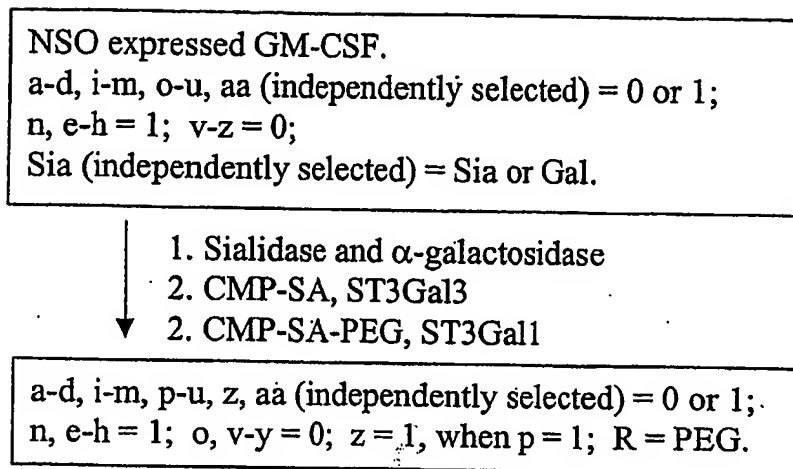 NSO expressed GM-CSF.
a-d, i-m, o-u, aa (independently selected) = 0 or 1;
n, e-h = 1; v-z = 0;
Sia (independently selected) = Sia or Gal.
1. Sialidase and α-galactosidase
2. CMP-SA, ST3Gal3
2. CMP-SA-PEG, ST3Gal1
a-d, i-m, p-u, z, aa (independently selected) = 0 or 1;
n, e-h = 1; o, v-y = 0; z = 1, when p = 1; R = PEG.